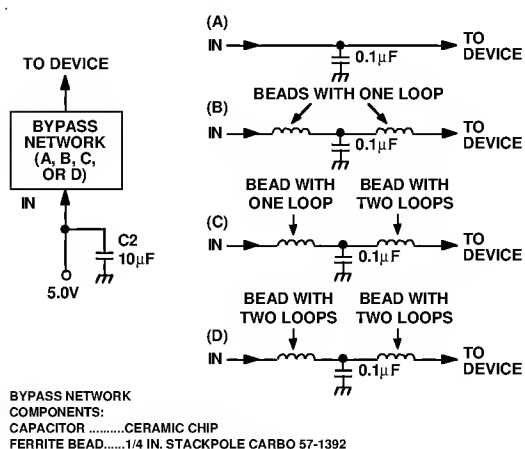 TO DEVICE
BYPASS
NETWORK
(A, B, C,
OR D)
IN
C2
10µF
5.0V
(A)
IN
0.1µF
TO
DEVICE
BEADS WITH ONE LOOP
(B)
IN
0.1µF
TO
DEVICE
BEAD WITH
ONE LOOP
BEAD WITH
TWO LOOPS
(C)
IN
0.1µF
TO
DEVICE
BEAD WITH
TWO LOOPS
BEAD WITH
TWO LOOPS
(D)
IN
0.1µF
TO
DEVICE
BYPASS NETWORK
COMPONENTS:
CAPACITOR ..........CERAMIC CHIP
FERRITE BEAD......1/4 IN. STACKPOLE CARBO 57-1392